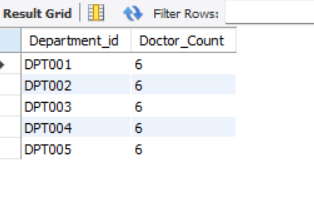 Result Grid Filter Rows:
Department_id Doctor_Count
DPT001 6
DPT002 6
DPT003 6
DPT004 6
DPT005 6